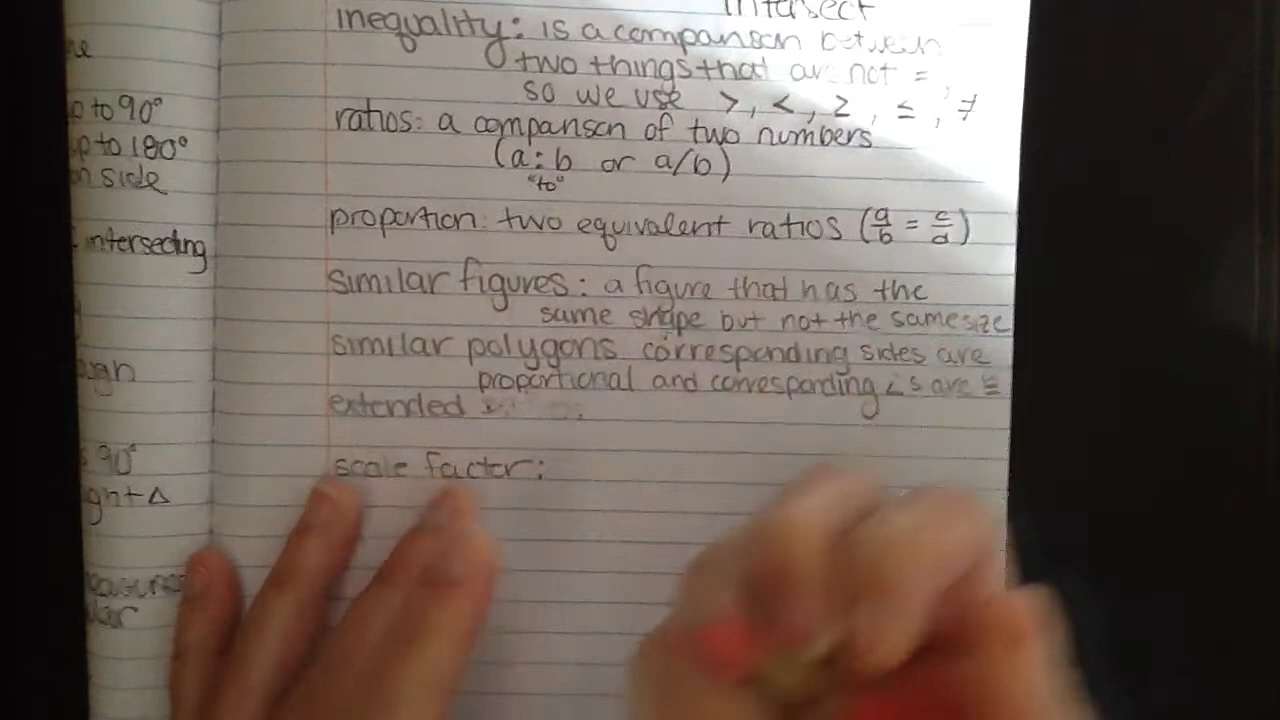 intersect
inequality: is a comparison between
two things that are not =,
so we use >, <, ≥, ≤, ≠
ratios: a comparison of two numbers
(a:b or a/b)
"to"
proportion: two equivalent ratios (a/b = c/d)
similar figures: a figure that has the
same shape but not the same size
similar polygons corresponding sides are
proportional and corresponding ∠s are ≅
extended
scale factor:
up to 90°
up to 180°
on side
intersecting
90°